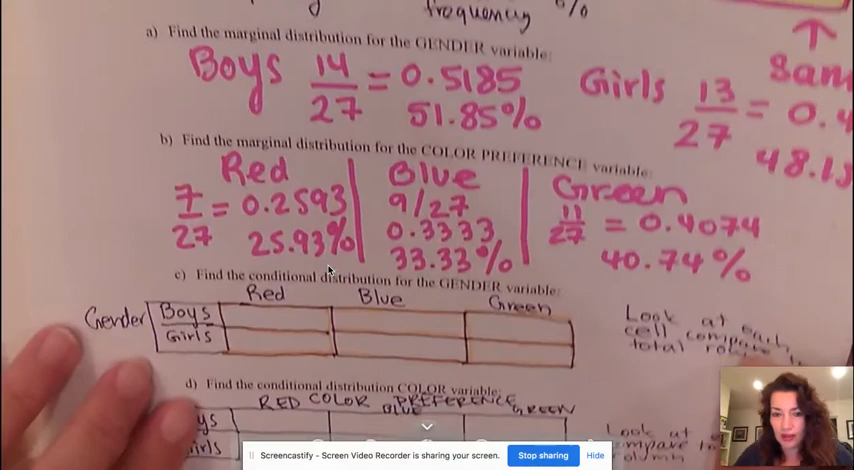 frequency %
a) Find the marginal distribution for the GENDER variable:
Boys 14/27 = 0.5185
51.85%
Girls 13/27 = 0.4
48.15
b) Find the marginal distribution for the COLOR PREFERENCE variable:
Red
7/27 = 0.2593
25.93%
Blue
9/27
0.3333
33.33%
Green
11/27 = 0.4074
40.74%
c) Find the conditional distribution for the GENDER variable:
Red Blue Green
Gender Boys
Girls
Look at each
cell compare
total
d) Find the conditional distribution COLOR variable:
RED COLOR PREFERENCE
BLUE GREEN
Look at
Screencastify - Screen Video Recorder is sharing your screen.
Stop sharing
Hide